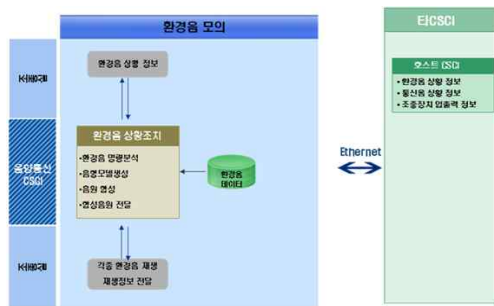 환경음 모의
타CSCI
환경음 상황 정보
호스트 CSCI
•환경음 상황 정보
•통신음 상황 정보
•조종장치 입출력 정보
환경음 상황조치
•환경음 명령분석
•음향모델생성
•음원 합성
•합성음원 전달
환경음
데이터
Ethernet
음향통신
CSCI
각종 환경음 재생
재생정보 전달